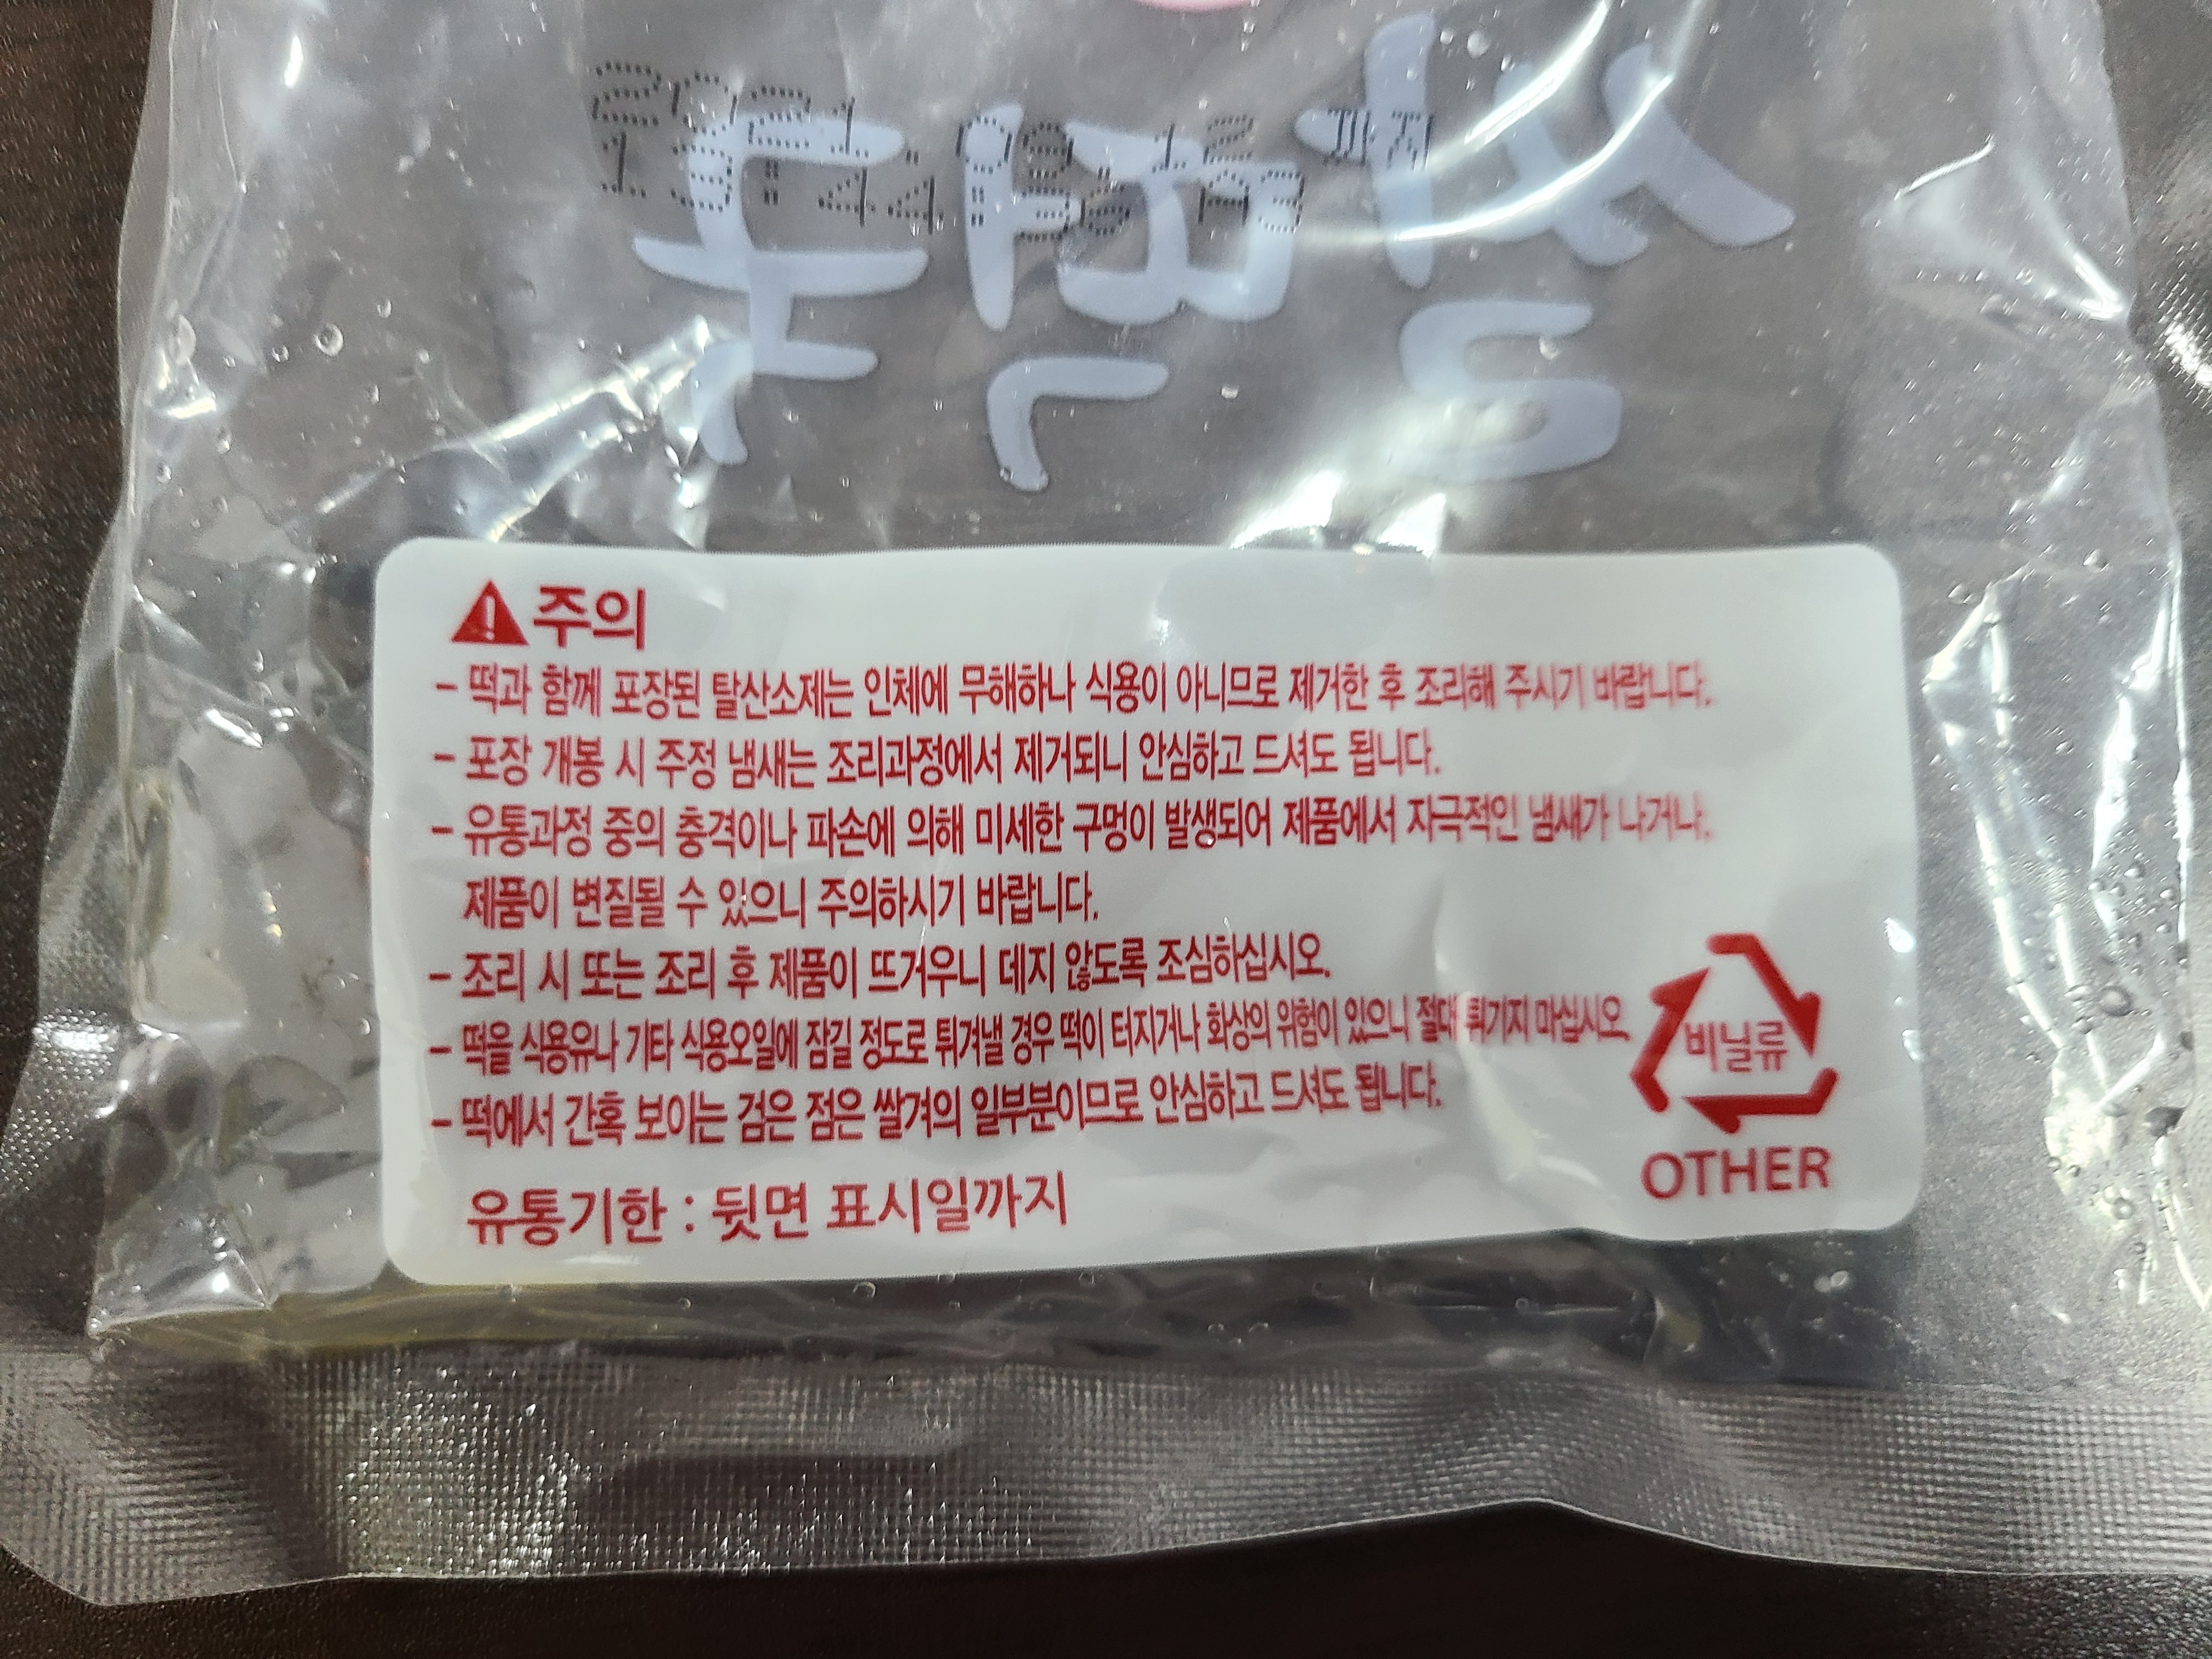 2021. 09. 12 까지
13:44
주의
- 떡과 함께 포장된 탈산소제는 인체에 무해하나 식용이 아니므로 제거한 후 조리해 주시기 바랍니다.
- 포장 개봉 시 주정 냄새는 조리과정에서 제거되니 안심하고 드셔도 됩니다.
- 유통과정 중의 충격이나 파손에 의해 미세한 구멍이 발생되어 제품에서 자극적인 냄새가 나거나,
제품이 변질될 수 있으니 주의하시기 바랍니다.
- 조리 시 또는 조리 후 제품이 뜨거우니 데지 않도록 조심하십시오.
- 떡을 식용유나 기타 식용오일에 잠길 정도로 튀겨낼 경우 떡이 터지거나 화상의 위험이 있으니 절대 튀기지 마십시오.
- 떡에서 간혹 보이는 검은 점은 쌀겨의 일부분이므로 안심하고 드셔도 됩니다.
유통기한 : 뒷면 표시일까지
비닐류
OTHER